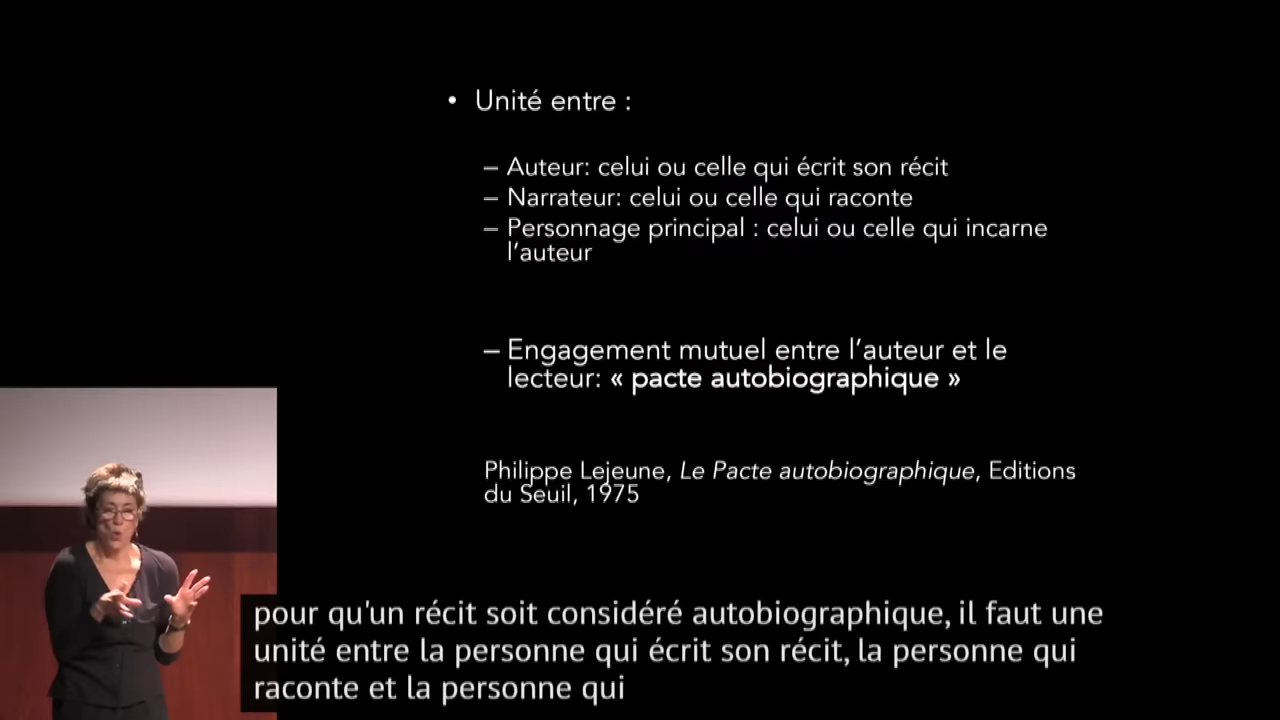 • Unité entre :
– Auteur: celui ou celle qui écrit son récit
– Narrateur: celui ou celle qui raconte
– Personnage principal : celui ou celle qui incarne
l’auteur
– Engagement mutuel entre l’auteur et le
lecteur: « pacte autobiographique »
Philippe Lejeune, Le Pacte autobiographique, Editions
du Seuil, 1975
pour qu'un récit soit considéré autobiographique, il faut une
unité entre la personne qui écrit son récit, la personne qui
raconte et la personne qui